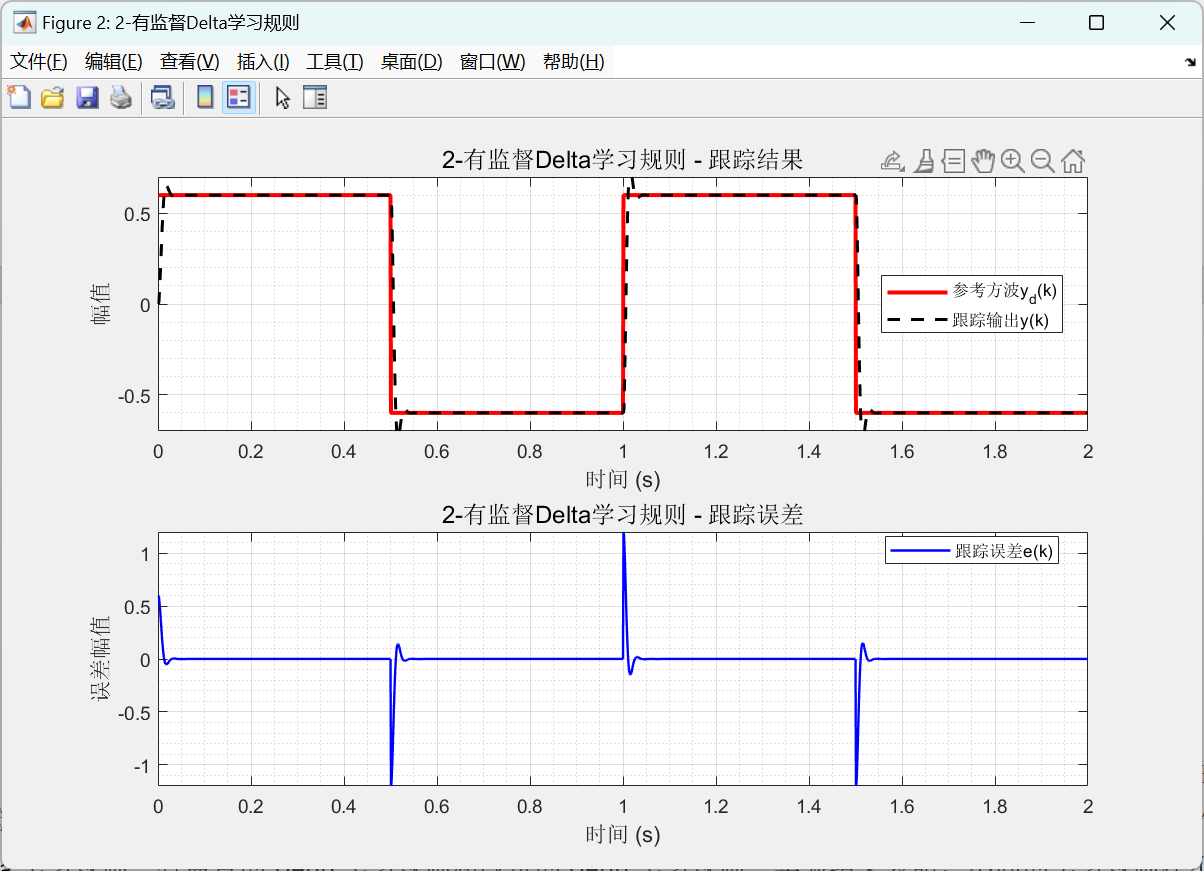 Figure 2: 2-有监督Delta学习规则
文件(F) 编辑(E) 查看(V) 插入(I) 工具(T) 桌面(D) 窗口(W) 帮助(H)
2-有监督Delta学习规则 - 跟踪结果
幅值
0.5
0
-0.5
参考方波y_d(k)
跟踪输出y(k)
0 0.2 0.4 0.6 0.8 1 1.2 1.4 1.6 1.8 2
时间 (s)
2-有监督Delta学习规则 - 跟踪误差
误差幅值
1
0.5
0
-0.5
-1
跟踪误差e(k)
0 0.2 0.4 0.6 0.8 1 1.2 1.4 1.6 1.8 2
时间 (s)